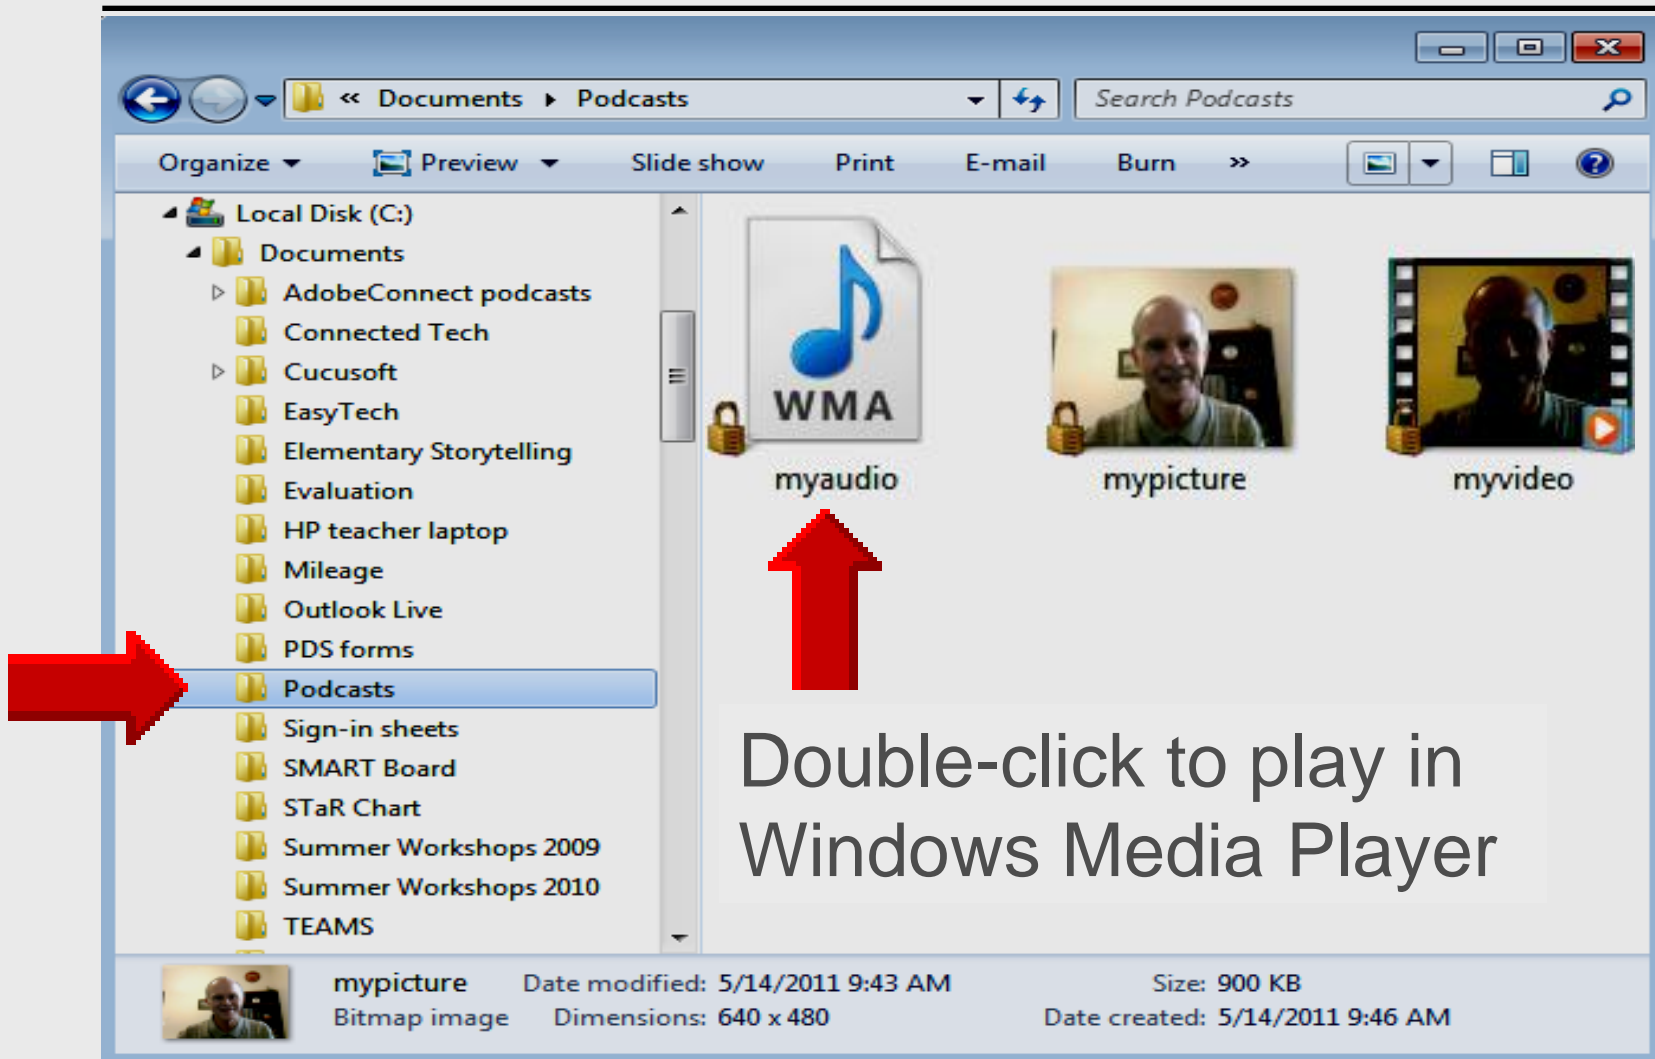 « Documents ▸ Podcasts
Search Podcasts
Organize Preview Slide show Print E-mail Burn »
Local Disk (C:)
Documents
AdobeConnect podcasts
Connected Tech
Cucusoft
EasyTech
Elementary Storytelling
Evaluation
HP teacher laptop
Mileage
Outlook Live
PDS forms
Podcasts
Sign-in sheets
SMART Board
STaR Chart
Summer Workshops 2009
Summer Workshops 2010
TEAMS
WMA
myaudio
mypicture
myvideo
Double-click to play in
Windows Media Player
mypicture Date modified: 5/14/2011 9:43 AM Size: 900 KB
Bitmap image Dimensions: 640 x 480 Date created: 5/14/2011 9:46 AM